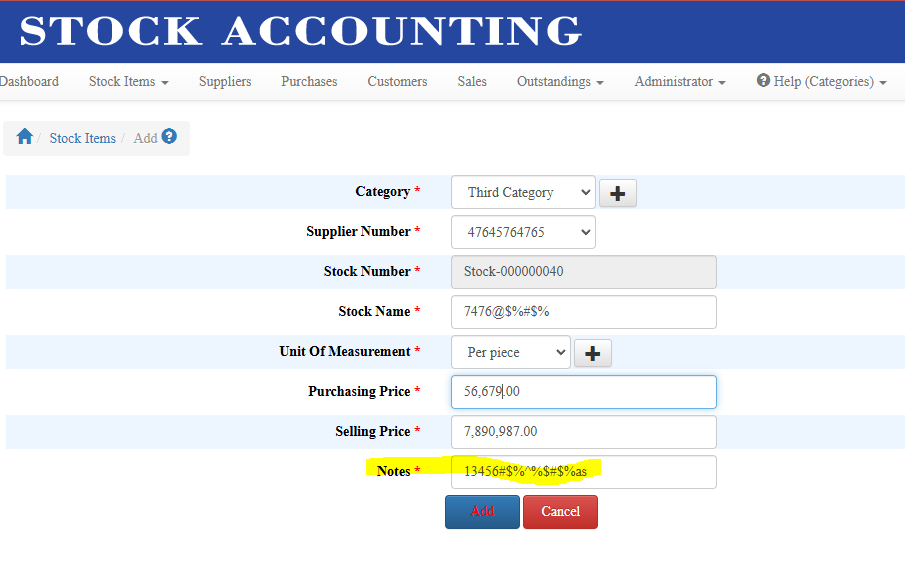 STOCK ACCOUNTING
Dashboard Stock Items Suppliers Purchases Customers Sales Outstandings Administrator Help (Categories)
/ Stock Items / Add
Category * Third Category
Supplier Number * 47645764765
Stock Number * Stock-000000040
Stock Name * 7476@$%#$%
Unit Of Measurement * Per piece
Purchasing Price * 56,679.00
Selling Price * 7,890,987.00
Notes * 13456#$%^%$#$%as
Add Cancel